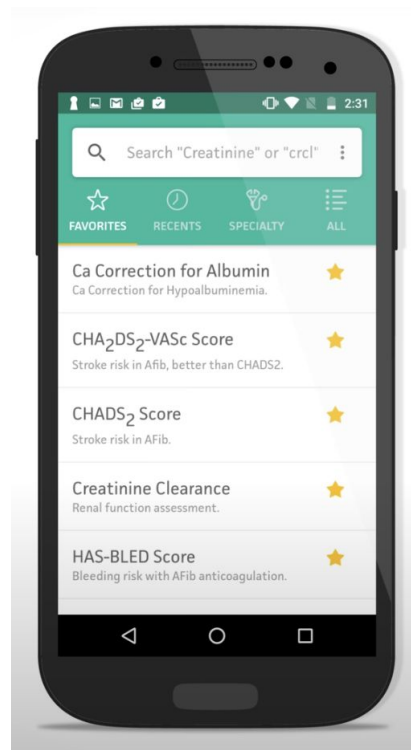 2:31
Search "Creatinine" or "crcl"
FAVORITES RECENTS SPECIALTY ALL
Ca Correction for Albumin
Ca Correction for Hypoalbuminemia.
CHA₂DS₂-VASc Score
Stroke risk in Afib, better than CHADS2.
CHADS₂ Score
Stroke risk in AFib.
Creatinine Clearance
Renal function assessment.
HAS-BLED Score
Bleeding risk with AFib anticoagulation.